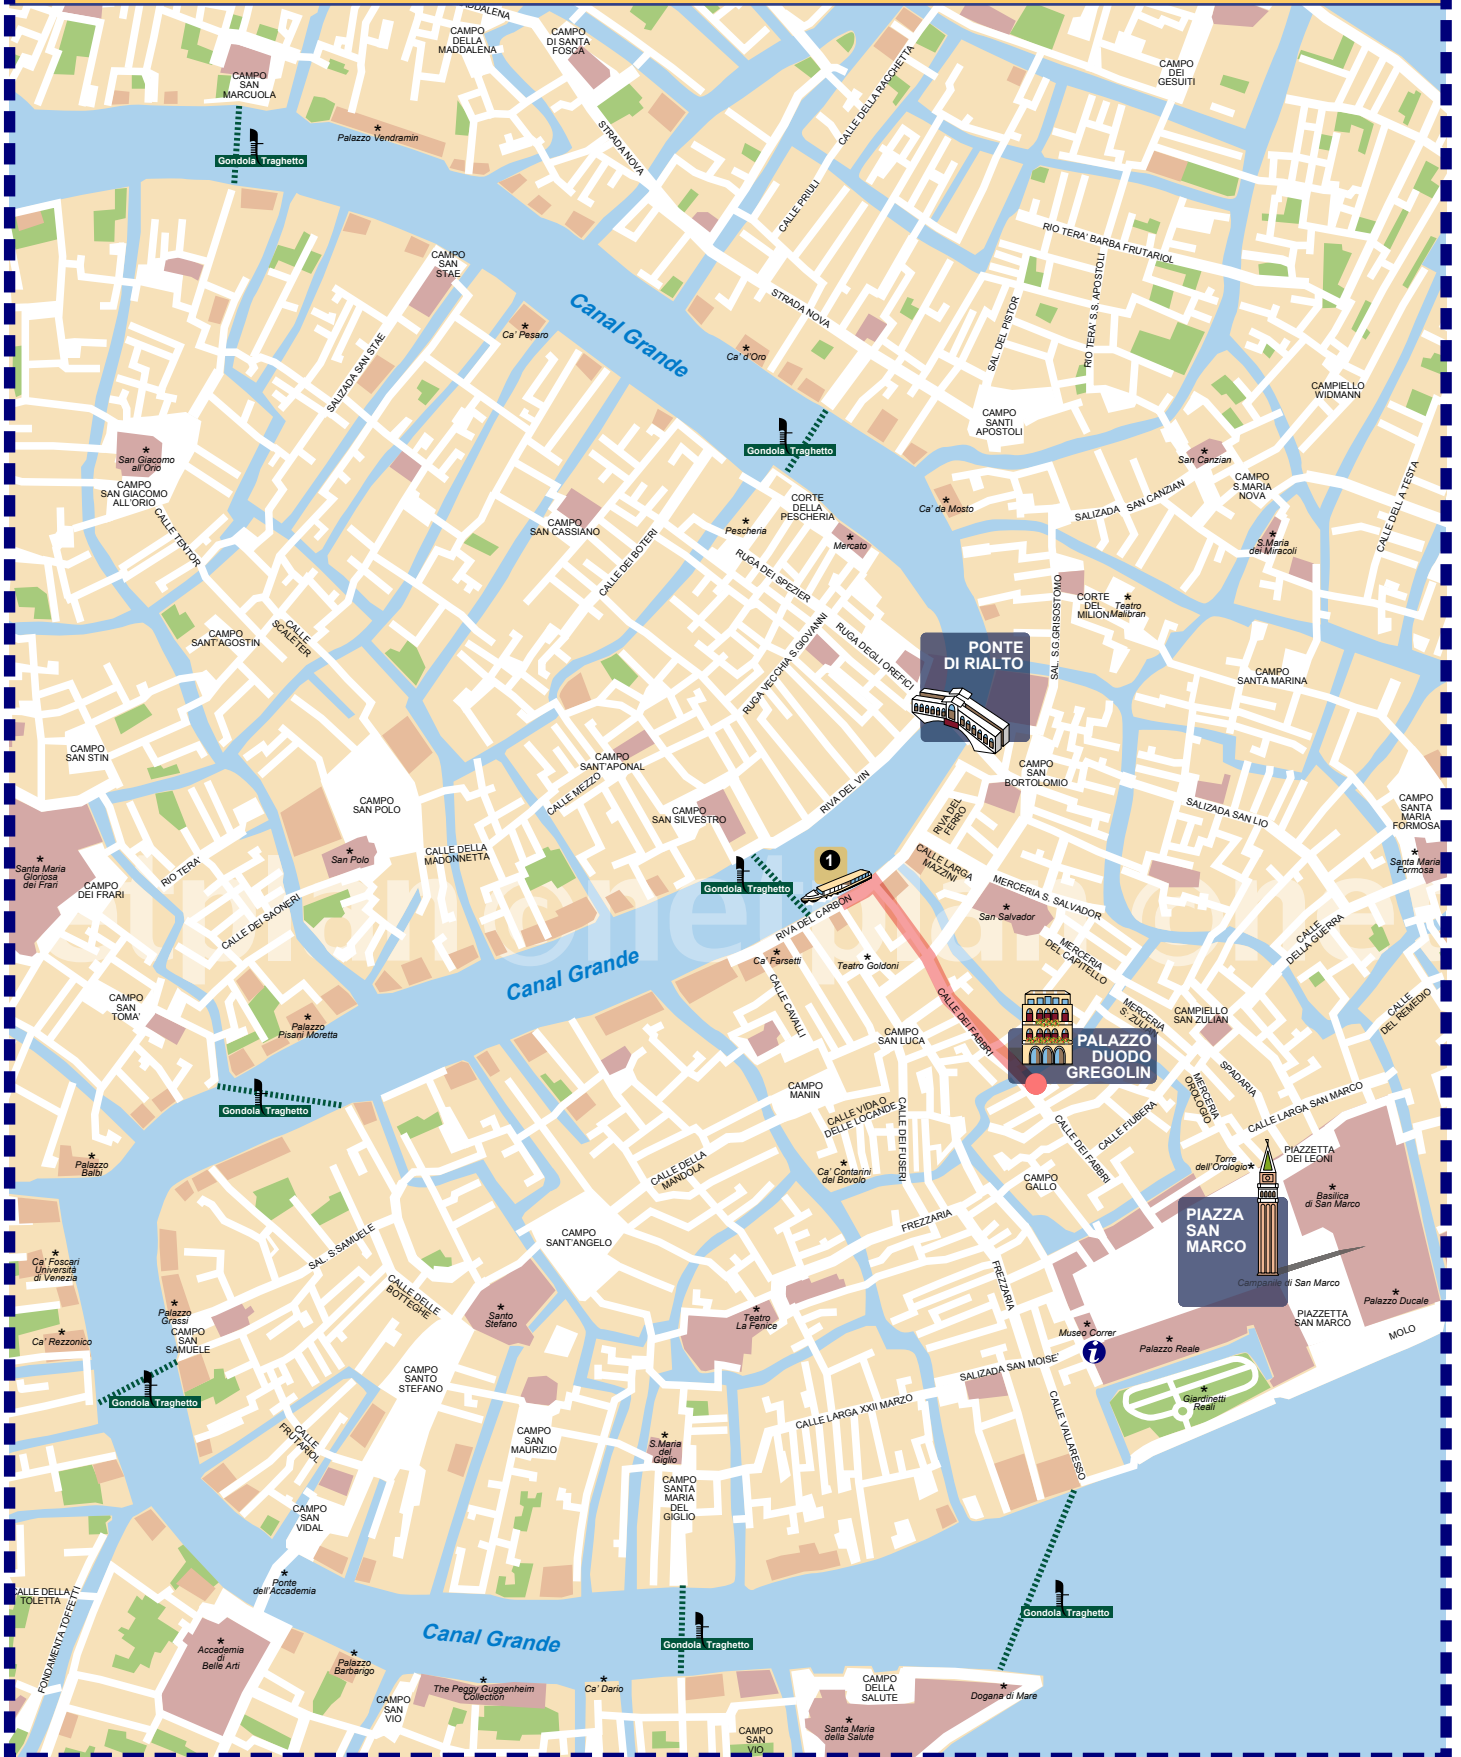 DDALENA
CAMPO
DELLA
MADDALENA
CAMPO
DI SANTA
FOSCA
CAMPO
SAN
MARCUOLA
CAMPO
DEI
GESUITI
CALLE DELLA RACCHETTA
Palazzo Vendramin
STRADA NOVA
Gondola Traghetto
CALLE PRIULI
RIO TERA' BARBA FRUTARIOL
CAMPO
SAN
STAE
RIO TERA' S.S. APOSTOLI
Canal Grande
STRADA NOVA
SAL. DEL PISTOR
Ca' Pesaro
Ca' d'Oro
SALIZADA SAN STAE
CAMPIELLO
WIDMANN
CAMPO
SANTI
APOSTOLI
Gondola Traghetto
San Giacomo
all'Orio
San Canzian
CAMPO
SAN GIACOMO
ALL'ORIO
CAMPO
S.MARIA
NOVA
CALLE DELLA TESTA
CORTE
DELLA
PESCHERIA
Ca' da Mosto
SALIZADA SAN CANZIAN
CALLE TENTOR
CAMPO
SAN CASSIANO
Pescheria
Mercato
S.Maria
dei Miracoli
CALLE DEI BOTERI
RUGA DEI SPEZIER
SAL. S.G.GRISOSTOMO
CORTE
DEL
MILION
Teatro
Malibran
CAMPO
SANT'AGOSTIN
CALLE
SCALETER
RUGA VECCHIA S.GIOVANNI
RUGA DEGLI OREFICI
PONTE
DI RIALTO
CAMPO
SANTA MARINA
CAMPO
SAN STIN
CAMPO
SANT'APONAL
CALLE MEZZO
RIVA DEL VIN
CAMPO
SAN
BORTOLOMIO
CAMPO
SAN POLO
CAMPO
SAN SILVESTRO
RIVA DEL
FERRO
SALIZADA SAN LIO
CAMPO
SANTA
MARIA
FORMOSA
CALLE DELLA
MADONNETTA
San Polo
Santa Maria
Gloriosa
dei Frari
RIO TERA'
CAMPO
DEI FRARI
1
CALLE LARGA
MAZZINI
Santa Maria
Formosa
Gondola Traghetto
MERCERIA S. SALVADOR
San Salvador
RIVA DEL CARBON
CALLE DEI SAONERI
CALLE
DELLA GUERRA
MERCERIA
DEL CAPITELLO
Ca' Farsetti
Teatro Goldoni
Canal Grande
CALLE CAVALLI
CALLE DEI FABBRI
CAMPO
SAN
TOMA'
Palazzo
Pisani Moretta
MERCERIA
S. ZULIAN
CAMPIELLO
SAN ZULIAN
CALLE
DEL REMEDIO
CAMPO
SAN LUCA
PALAZZO
DUODO
GREGOLIN
SPADARIA
MERCERIA
OROLOGIO
CAMPO
MANIN
Gondola Traghetto
CALLE VIDA O
DELLE LOCANDE
CALLE DEI FUSERI
CALLE DEI FABBRI
CALLE FIUBERA
CALLE LARGA SAN MARCO
Palazzo
Balbi
CALLE DELLA
MANDOLA
Ca' Contarini
del Bovolo
CAMPO
GALLO
Torre
dell'Orologio
PIAZZETTA
DEI LEONI
Basilica
di San Marco
FREZZARIA
PIAZZA
SAN
MARCO
CAMPO
SANT'ANGELO
SAL. S.SAMUELE
Ca' Foscari
Università
di Venezia
CALLE DELLE
BOTTEGHE
FREZZARIA
Campanile di San Marco
Palazzo Ducale
Palazzo
Grassi
Santo
Stefano
Teatro
La Fenice
PIAZZETTA
SAN MARCO
MOLO
Ca' Rezzonico
CAMPO
SAN
SAMUELE
Museo Correr
i
Palazzo Reale
SALIZADA SAN MOISE'
CAMPO
SANTO
STEFANO
Gondola Traghetto
Giardinetti
Reali
CALLE LARGA XXII MARZO
CALLE VALLARESSO
CALLE
FRUTARIOL
CAMPO
SAN
MAURIZIO
S.Maria
del
Giglio
CAMPO
SANTA
MARIA
DEL
GIGLIO
CAMPO
SAN
VIDAL
Ponte
dell'Accademia
CALLE DELLA
TOLETTA
FONDAMENTA TOFFETTI
Gondola Traghetto
Canal Grande
Gondola Traghetto
Accademia
di
Belle Arti
Palazzo
Barbarigo
The Peggy Guggenheim
Collection
Ca' Dario
CAMPO
DELLA
SALUTE
Dogana di Mare
CAMPO
SAN
VIO
Santa Maria
della Salute
CAMPO
SAN
VIO